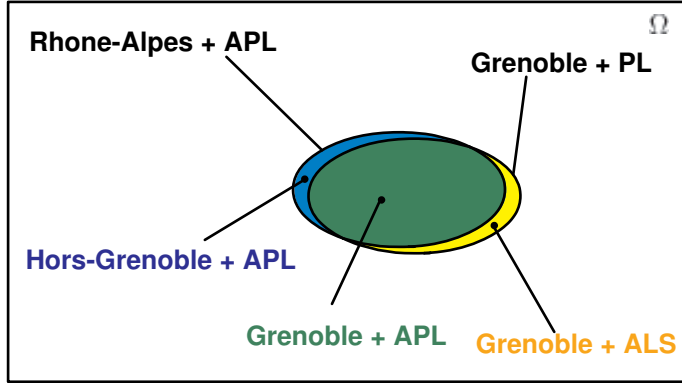 Ω
Rhone-Alpes + APL
Grenoble + PL
Hors-Grenoble + APL
Grenoble + APL
Grenoble + ALS